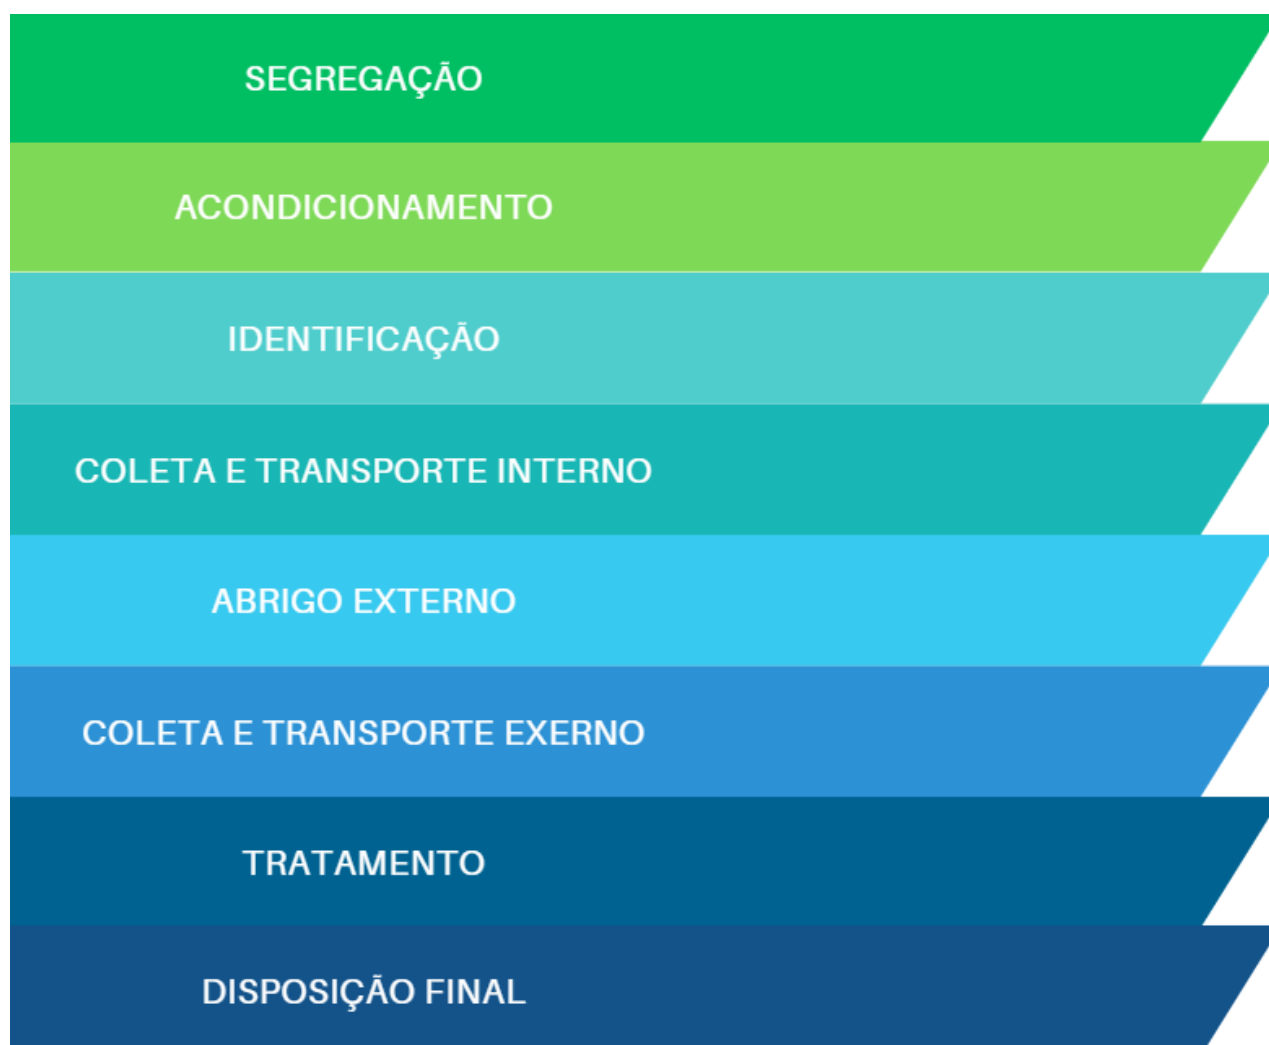 SEGREGAÇÃO
ACONDICIONAMENTO
IDENTIFICAÇÃO
COLETA E TRANSPORTE INTERNO
ABRIGO EXTERNO
COLETA E TRANSPORTE EXERNO
TRATAMENTO
DISPOSIÇÃO FINAL